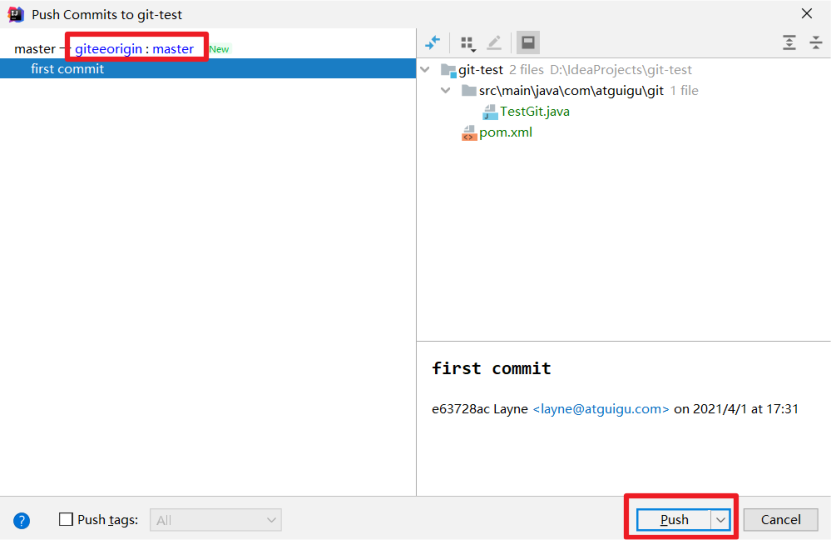 Push Commits to git-test
master → giteeorigin : master New
first commit
git-test 2 files D:\IdeaProjects\git-test
src\main\java\com\atguigu\git 1 file
TestGit.java
pom.xml
first commit
e63728ac Layne <layne@atguigu.com> on 2021/4/1 at 17:31
? Push tags: All Push Cancel